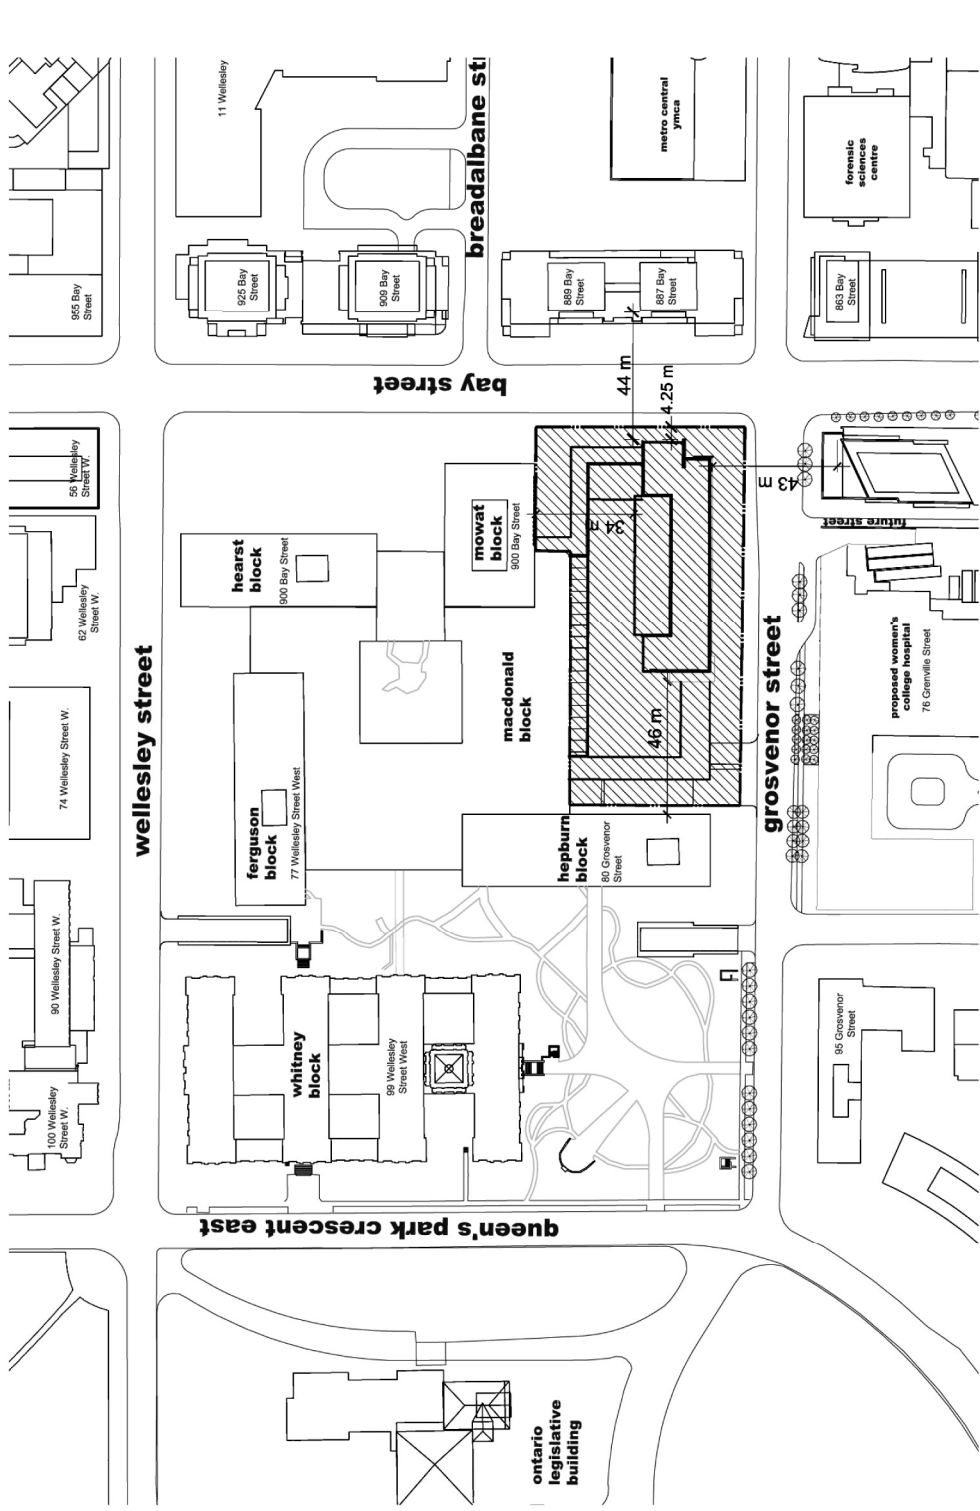 11 Wellesley
breadalbane st
metro central
ymca
forensic
sciences
centre
955 Bay
Street
925 Bay
Street
909 Bay
Street
889 Bay
Street
887 Bay
Street
863 Bay
Street
bay street
44 m
4.25 m
43 m
34
46 m
56 Wellesley
Street W.
62 Wellesley
Street W.
hearst
block
900 Bay Street
mowat
block
900 Bay Street
future street
wellesley street
macdonald
block
grosvenor street
proposed women's
college hospital
76 Grenville Street
74 Wellesley Street W.
ferguson
block
77 Wellesley Street West
hepburn
block
80 Grosvenor
Street
90 Wellesley Street W.
100 Wellesley
Street W.
whitney
block
99 Wellesley
Street West
95 Grosvenor
Street
queen's park crescent east
ontario
legislative
building